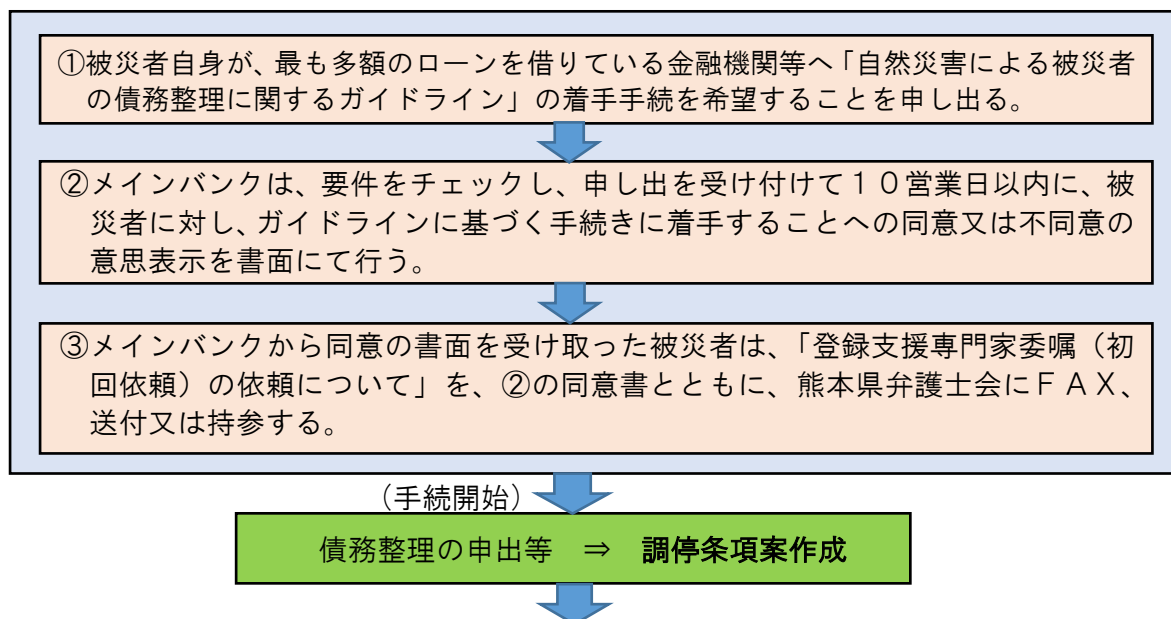 ①被災者自身が、最も多額のローンを借りている金融機関等へ「自然災害による被災者
の債務整理に関するガイドライン」の着手手続を希望することを申し出る。
②メインバンクは、要件をチェックし、申し出を受け付けて１０営業日以内に、被
災者に対し、ガイドラインに基づく手続きに着手することへの同意又は不同意の
意思表示を書面にて行う。
③メインバンクから同意の書面を受け取った被災者は、「登録支援専門家委嘱（初
回依頼）の依頼について」を、②の同意書とともに、熊本県弁護士会にＦＡＸ、
送付又は持参する。
（手続開始）
債務整理の申出等　⇒　調停条項案作成